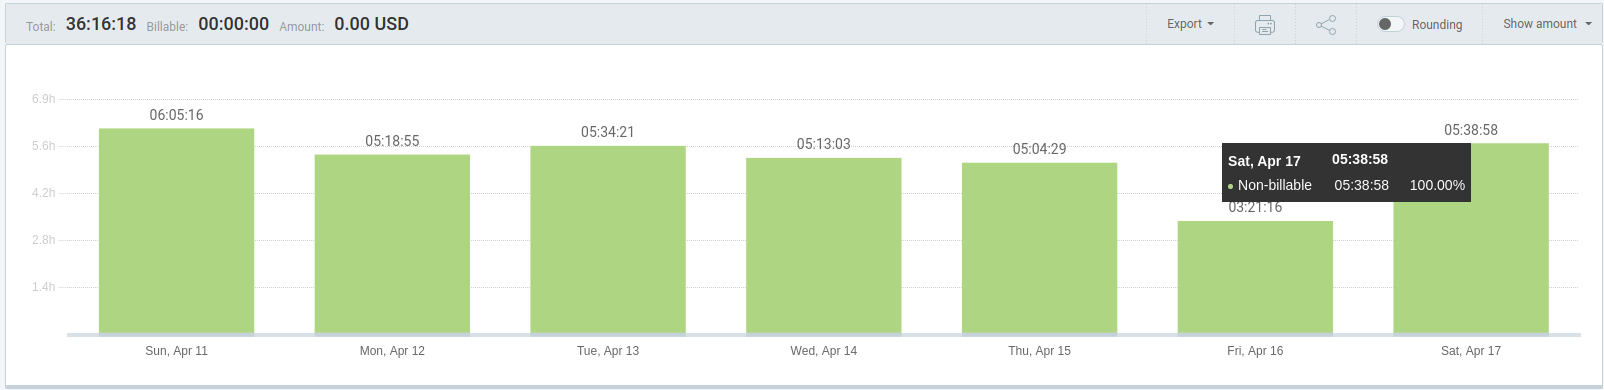 Total: 36:16:18 Billable: 00:00:00 Amount: 0.00 USD Export Rounding Show amount
6.9h
06:05:16
05:18:55
05:34:21
05:13:03
05:04:29
03:21:16
05:38:58
5.6h
4.2h
2.8h
1.4h
Sat, Apr 17 05:38:58
Non-billable 05:38:58 100.00%
Sun, Apr 11 Mon, Apr 12 Tue, Apr 13 Wed, Apr 14 Thu, Apr 15 Fri, Apr 16 Sat, Apr 17